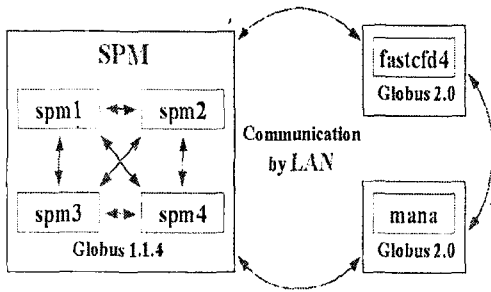 SPM
spm1
spm2
spm3
spm4
Globus 1.1.4
Communication
by LAN
fastcfd4
Globus 2.0
mana
Globus 2.0